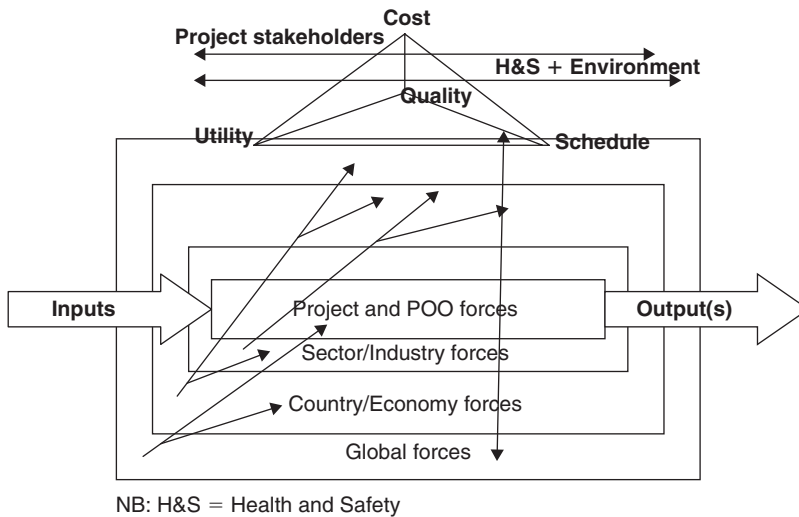 Cost
Project stakeholders
H&S + Environment
Quality
Utility
Schedule
Inputs
Project and POO forces
Output(s)
Sector/Industry forces
Country/Economy forces
Global forces
NB: H&S = Health and Safety